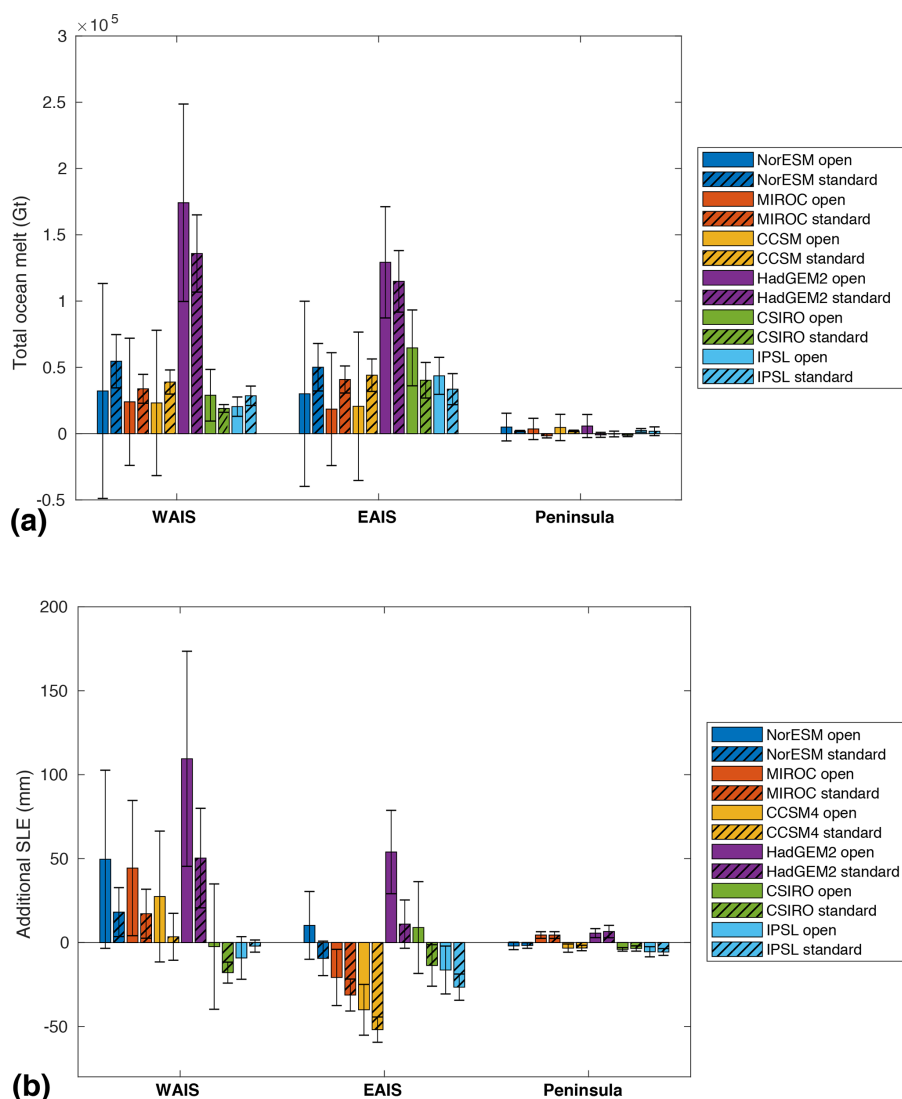 × 10⁵
3
2.5
2
1.5
1
0.5
0
-0.5
Total ocean melt (Gt)
WAIS EAIS Peninsula
(a)
NorESM open
NorESM standard
MIROC open
MIROC standard
CCSM open
CCSM standard
HadGEM2 open
HadGEM2 standard
CSIRO open
CSIRO standard
IPSL open
IPSL standard
200
150
100
50
0
-50
Additional SLE (mm)
WAIS EAIS Peninsula
(b)
NorESM open
NorESM standard
MIROC open
MIROC standard
CCSM4 open
CCSM4 standard
HadGEM2 open
HadGEM2 standard
CSIRO open
CSIRO standard
IPSL open
IPSL standard